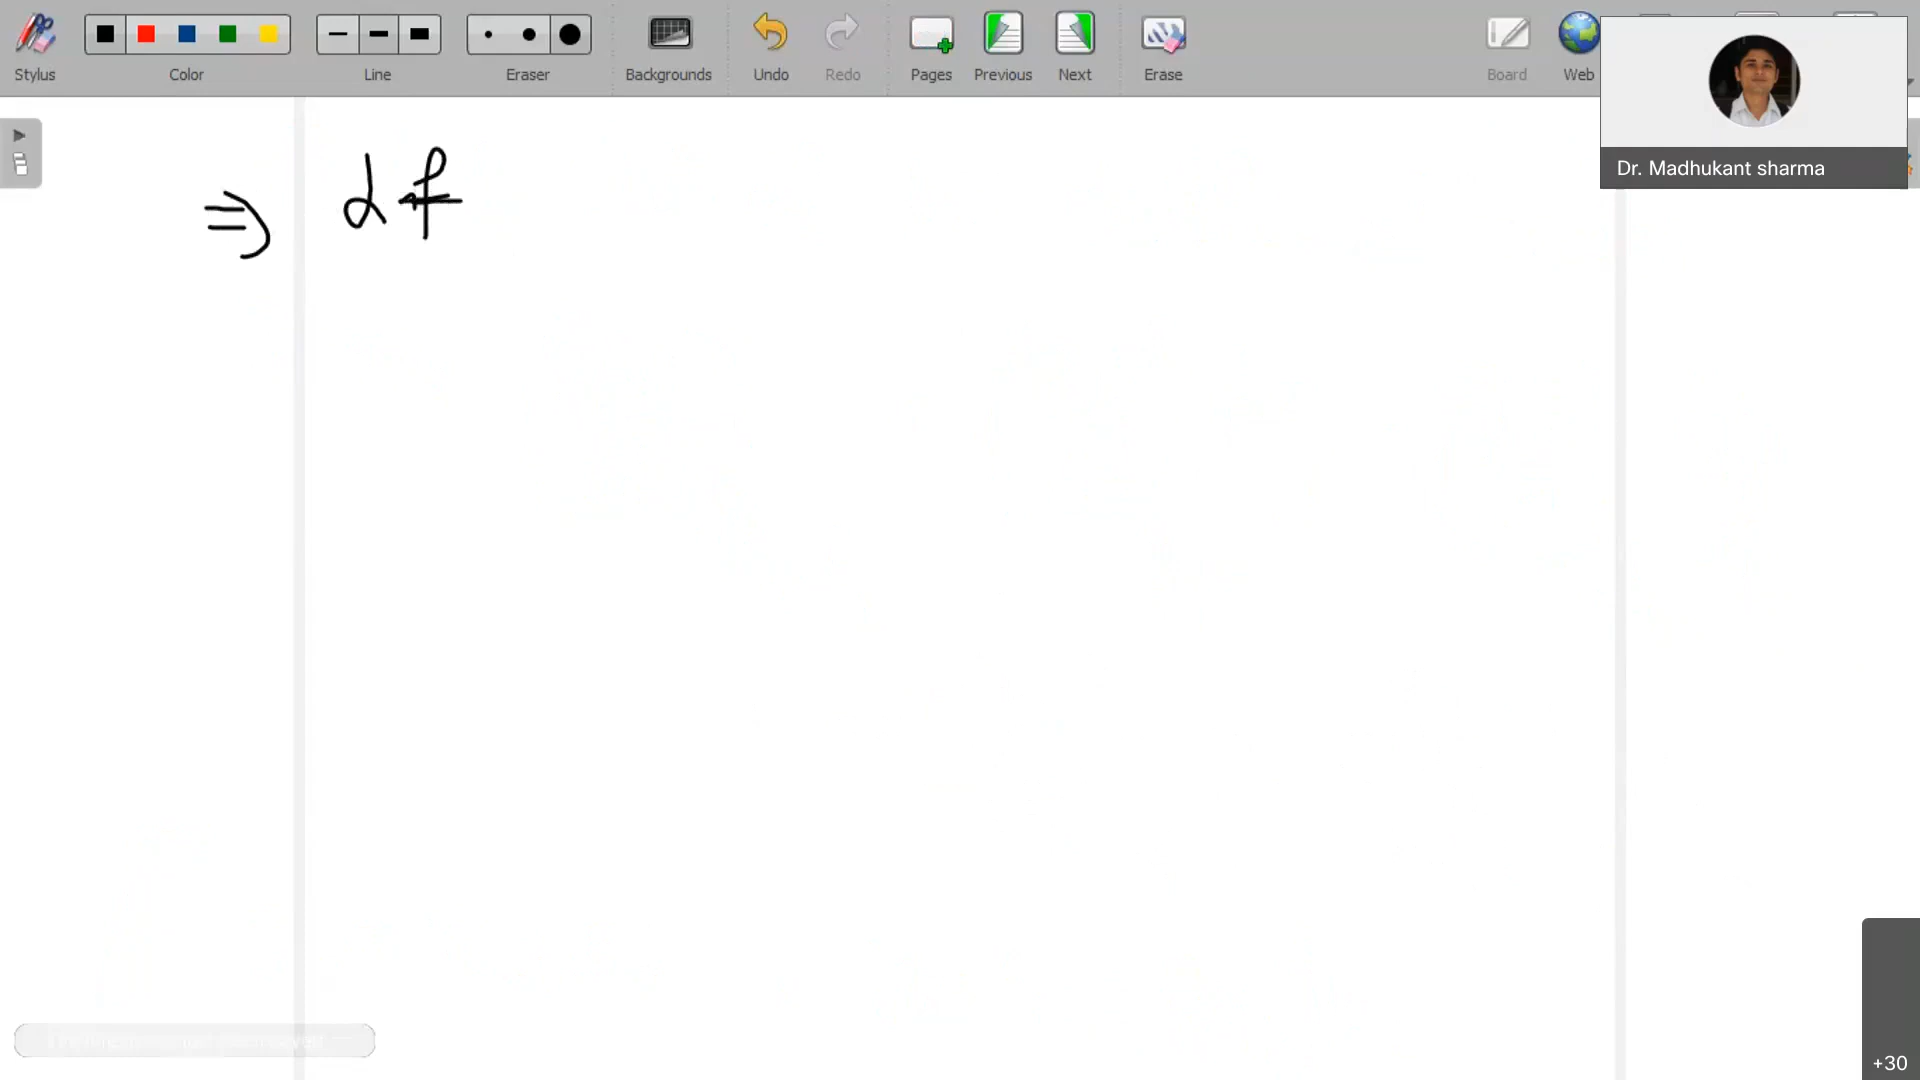 Stylus Color Line Eraser Backgrounds Undo Redo Pages Previous Next Erase Board Web
Dr. Madhukant sharma
⇒ df
+30